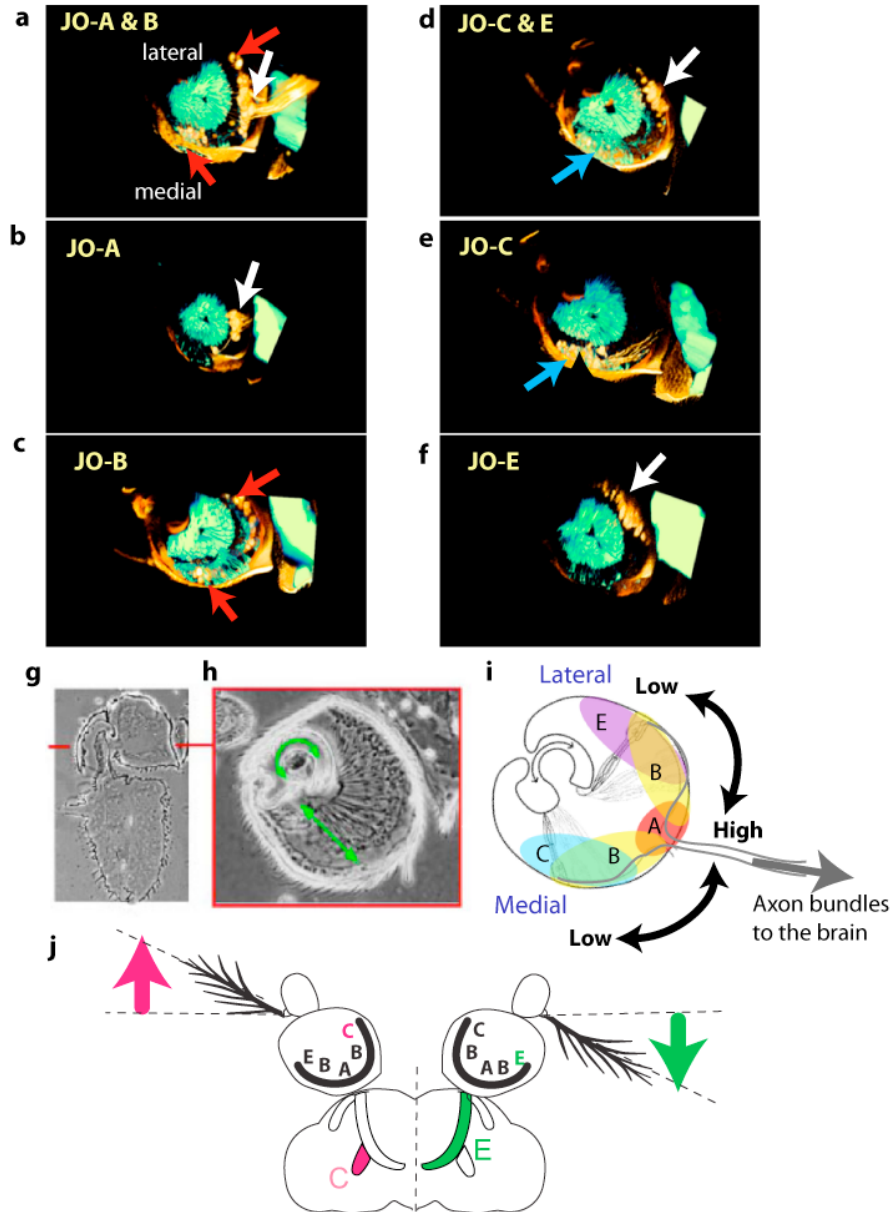 a
JO-A & B
lateral
medial
b
JO-A
c
JO-B
d
JO-C & E
e
JO-C
f
JO-E
g
h
i
Lateral
Low
E
B
A
High
C
B
Medial
Low
Axon bundles
to the brain
j
C
E
B
A
B
C
B
A
B
E
C
E